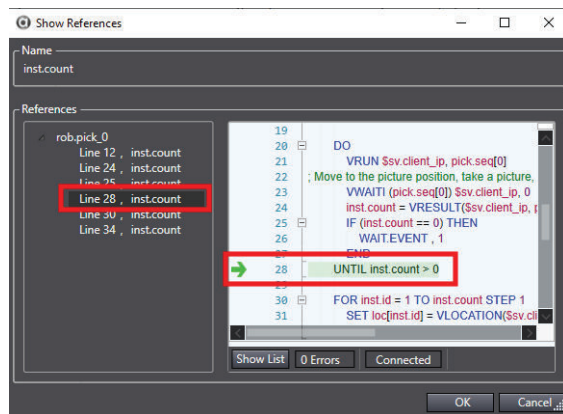 Show References
Name
inst.count
References
rob.pick_0
Line 12 , inst.count
Line 24 , inst.count
Line 25 , inst.count
Line 28 , inst.count
Line 30 , inst.count
Line 34 , inst.count
19
20 DO
21 VRUN $sv.client_ip, pick.seq[0]
22 ; Move to the picture position, take a picture,
23 VWAITI (pick.seq[0]) $sv.client_ip, 0
24 inst.count = VRESULT($sv.client_ip, p
25 IF (inst.count == 0) THEN
26 WAIT.EVENT , 1
27 END
28 UNTIL inst.count > 0
29
30 FOR inst.id = 1 TO inst.count STEP 1
31 SET loc[inst.id] = VLOCATION($sv.cli
Show List 0 Errors Connected
OK Cancel